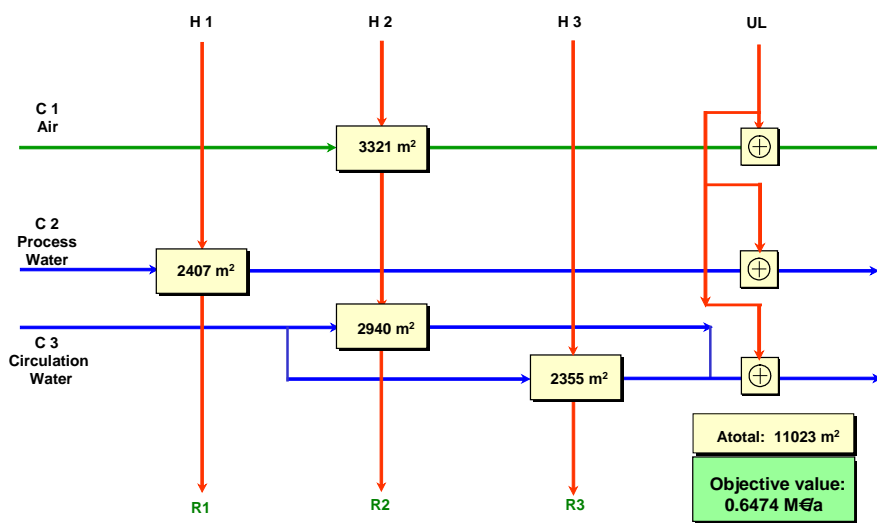 H 1
H 2
H 3
UL
C 1
Air
3321 m²
C 2
Process
Water
2407 m²
2940 m²
C 3
Circulation
Water
2355 m²
Atotal: 11023 m²
Objective value:
0.6474 M€/a
R1
R2
R3